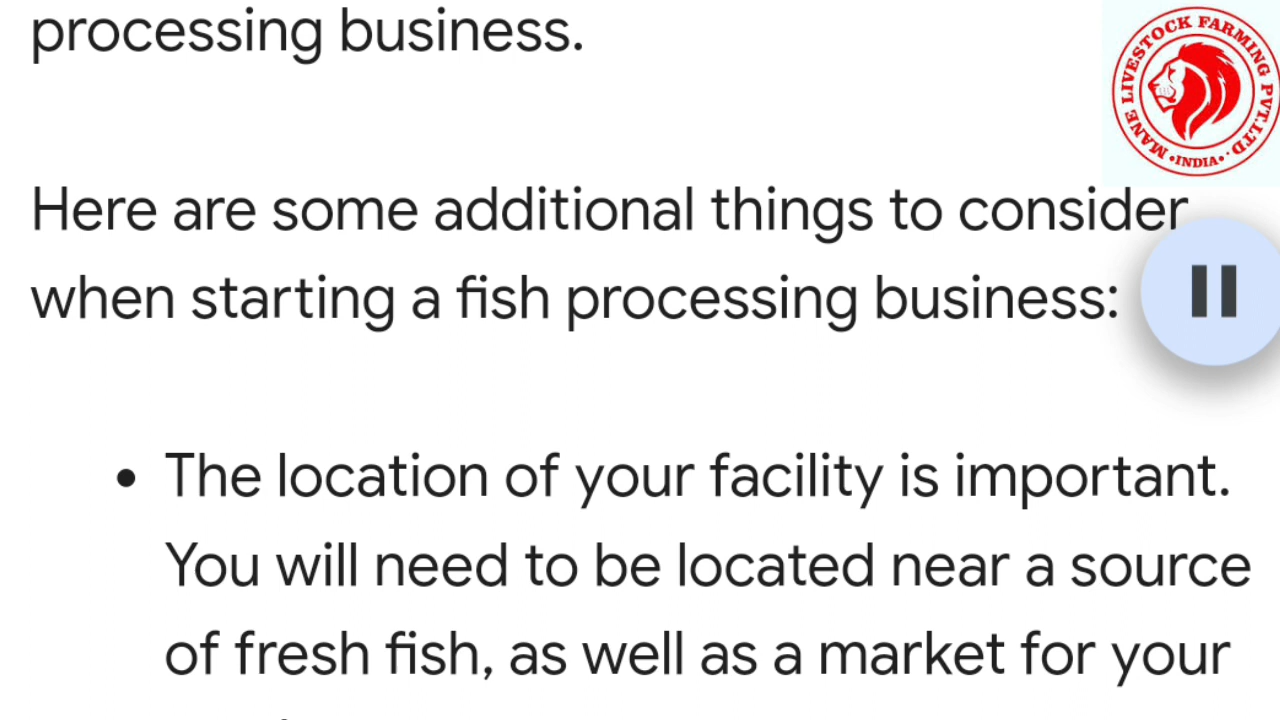 processing business.
MANE LIVESTOCK FARMING PVT.LTD.
•INDIA•
Here are some additional things to consider
when starting a fish processing business:
• The location of your facility is important.
You will need to be located near a source
of fresh fish, as well as a market for your